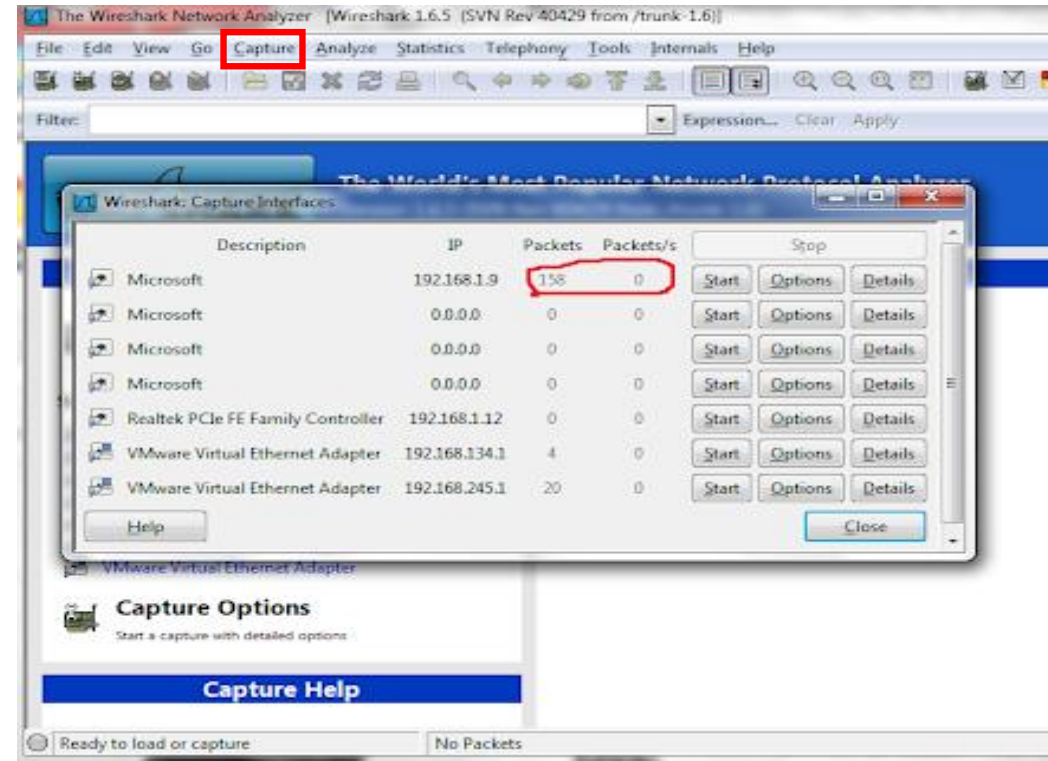 The Wireshark Network Analyzer [Wireshark 1.6.5 (SVN Rev 40429 from /trunk-1.6)]
File Edit View Go Capture Analyze Statistics Telephony Tools Internals Help
Filter: Expression... Clear Apply
The World's Most Popular Network Protocol Analyzer
Wireshark: Capture Interfaces
Description IP Packets Packets/s Stop
Microsoft 192.168.1.9 158 0 Start Options Details
Microsoft 0.0.0.0 0 0 Start Options Details
Microsoft 0.0.0.0 0 0 Start Options Details
Microsoft 0.0.0.0 0 0 Start Options Details
Realtek PCIe FE Family Controller 192.168.1.12 0 0 Start Options Details
VMware Virtual Ethernet Adapter 192.168.134.1 4 0 Start Options Details
VMware Virtual Ethernet Adapter 192.168.245.1 20 0 Start Options Details
Help Close
VMware Virtual Ethernet Adapter
Capture Options
Start a capture with detailed options
Capture Help
Ready to load or capture No Packets